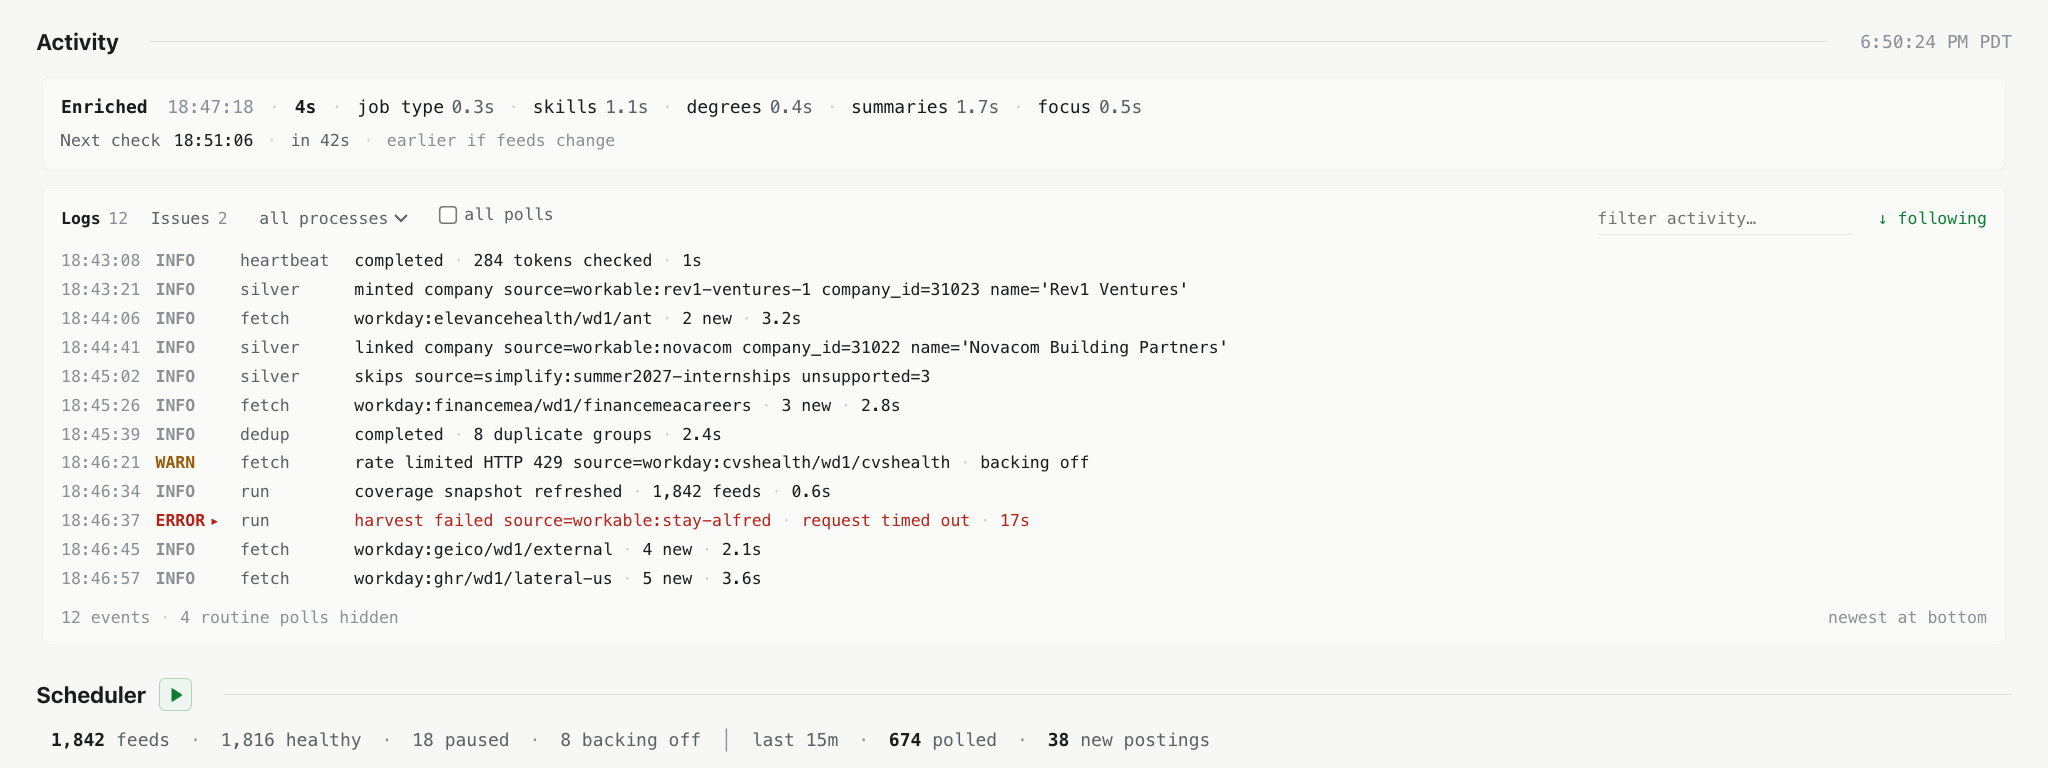 Activity 6:50:24 PM PDT
Enriched 18:47:18 · 4s · job type 0.3s · skills 1.1s · degrees 0.4s · summaries 1.7s · focus 0.5s
Next check 18:51:06 · in 42s · earlier if feeds change
Logs 12 Issues 2 all processes all polls filter activity… ↓ following
18:43:08 INFO heartbeat completed · 284 tokens checked · 1s
18:43:21 INFO silver minted company source=workable:rev1-ventures-1 company_id=31023 name='Rev1 Ventures'
18:44:06 INFO fetch workday:elevancehealth/wd1/ant · 2 new · 3.2s
18:44:41 INFO silver linked company source=workable:novacom company_id=31022 name='Novacom Building Partners'
18:45:02 INFO silver skips source=simplify:summer2027-internships unsupported=3
18:45:26 INFO fetch workday:financemea/wd1/financemeacareers · 3 new · 2.8s
18:45:39 INFO dedup completed · 8 duplicate groups · 2.4s
18:46:21 WARN fetch rate limited HTTP 429 source=workday:cvshealth/wd1/cvshealth · backing off
18:46:34 INFO run coverage snapshot refreshed · 1,842 feeds · 0.6s
18:46:37 ERROR ▸ run harvest failed source=workable:stay-alfred · request timed out · 17s
18:46:45 INFO fetch workday:geico/wd1/external · 4 new · 2.1s
18:46:57 INFO fetch workday:ghr/wd1/lateral-us · 5 new · 3.6s
12 events · 4 routine polls hidden newest at bottom
Scheduler
1,842 feeds · 1,816 healthy · 18 paused · 8 backing off | last 15m · 674 polled · 38 new postings